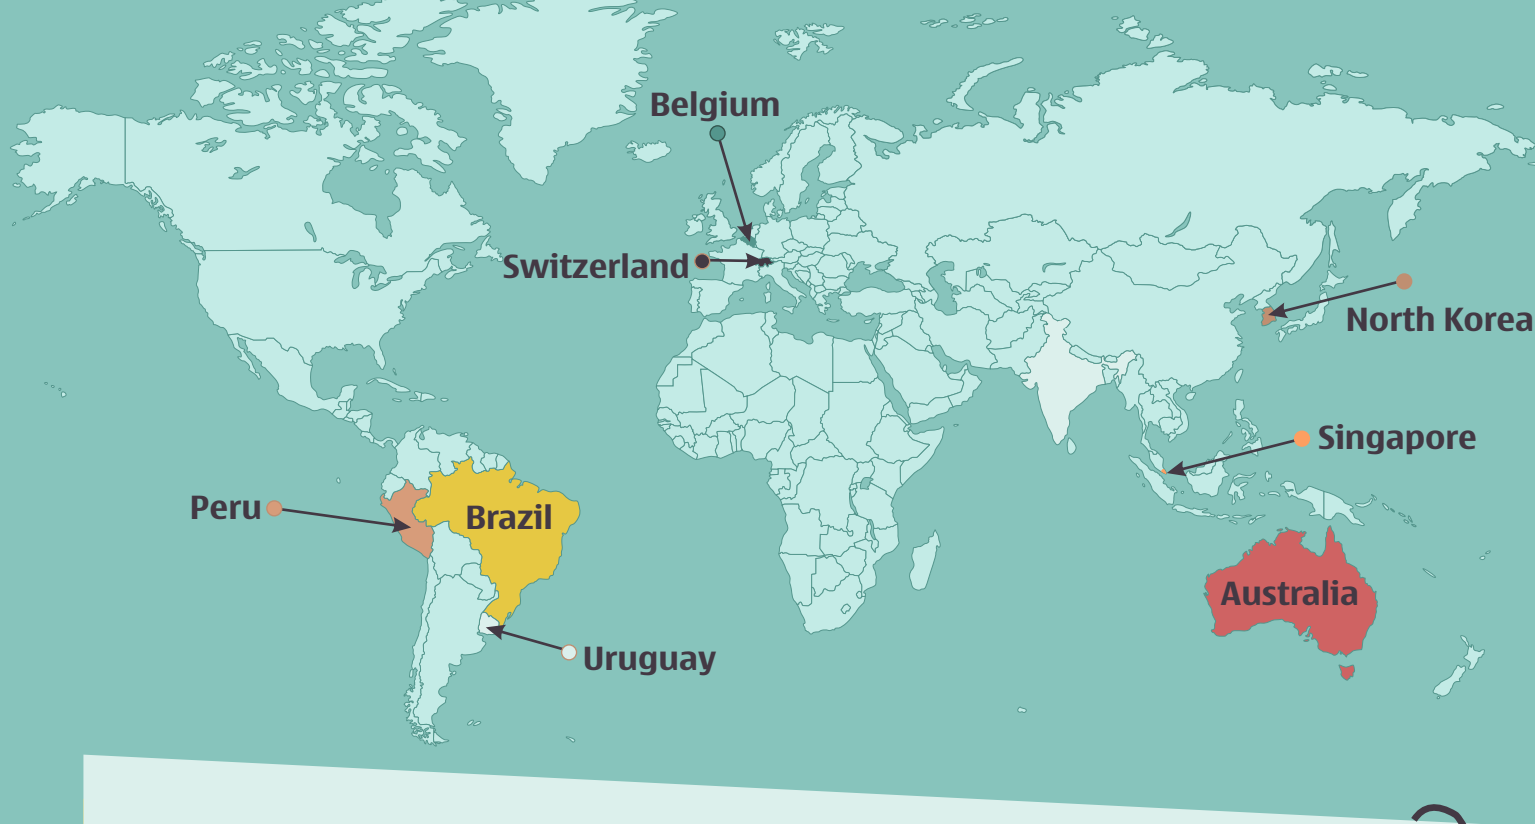 Belgium
Switzerland
North Korea
Singapore
Peru
Brazil
Australia
Uruguay